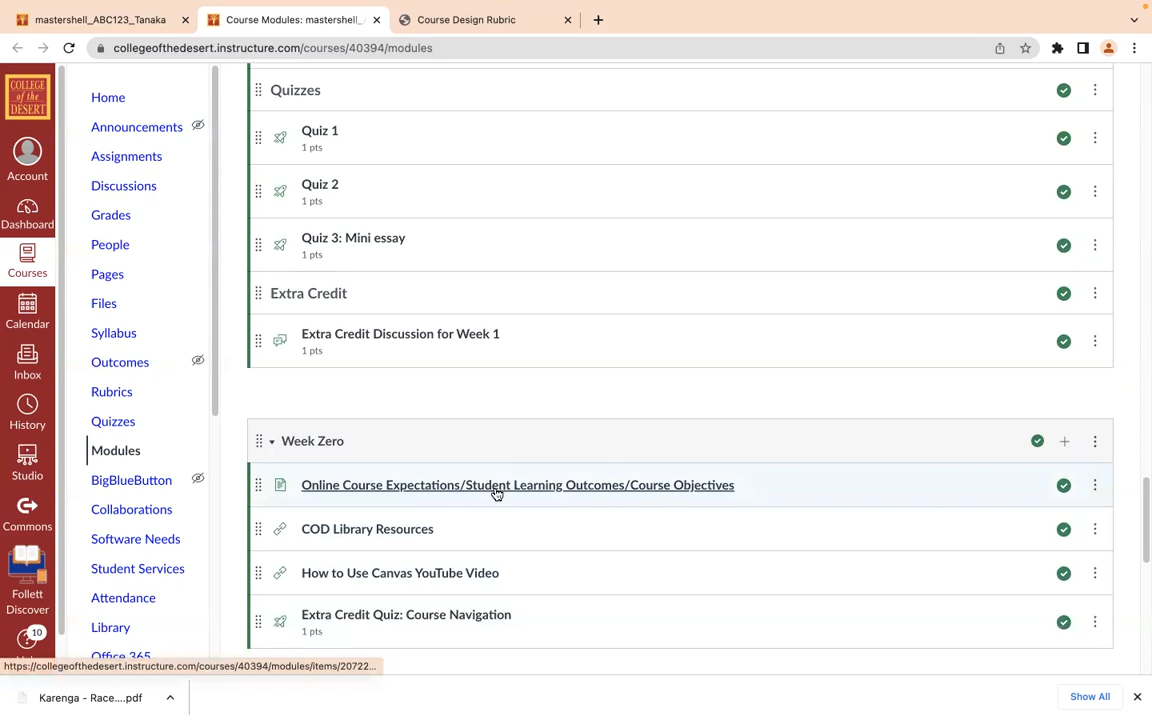 mastershell_ABC123_Tanaka
Course Modules: mastershell_
Course Design Rubric
collegeofthedesert.instructure.com/courses/40394/modules
COLLEGE
of the
DESERT
Account
Dashboard
Courses
Calendar
Inbox
History
Studio
Commons
Follett
Discover
10
Home
Announcements
Assignments
Discussions
Grades
People
Pages
Files
Syllabus
Outcomes
Rubrics
Quizzes
Modules
BigBlueButton
Collaborations
Software Needs
Student Services
Attendance
Library
Office 365
Quizzes
Quiz 1
1 pts
Quiz 2
1 pts
Quiz 3: Mini essay
1 pts
Extra Credit
Extra Credit Discussion for Week 1
1 pts
Week Zero
Online Course Expectations/Student Learning Outcomes/Course Objectives
COD Library Resources
How to Use Canvas YouTube Video
Extra Credit Quiz: Course Navigation
1 pts
https://collegeofthedesert.instructure.com/courses/40394/modules/items/20722...
Karenga - Race....pdf
Show All